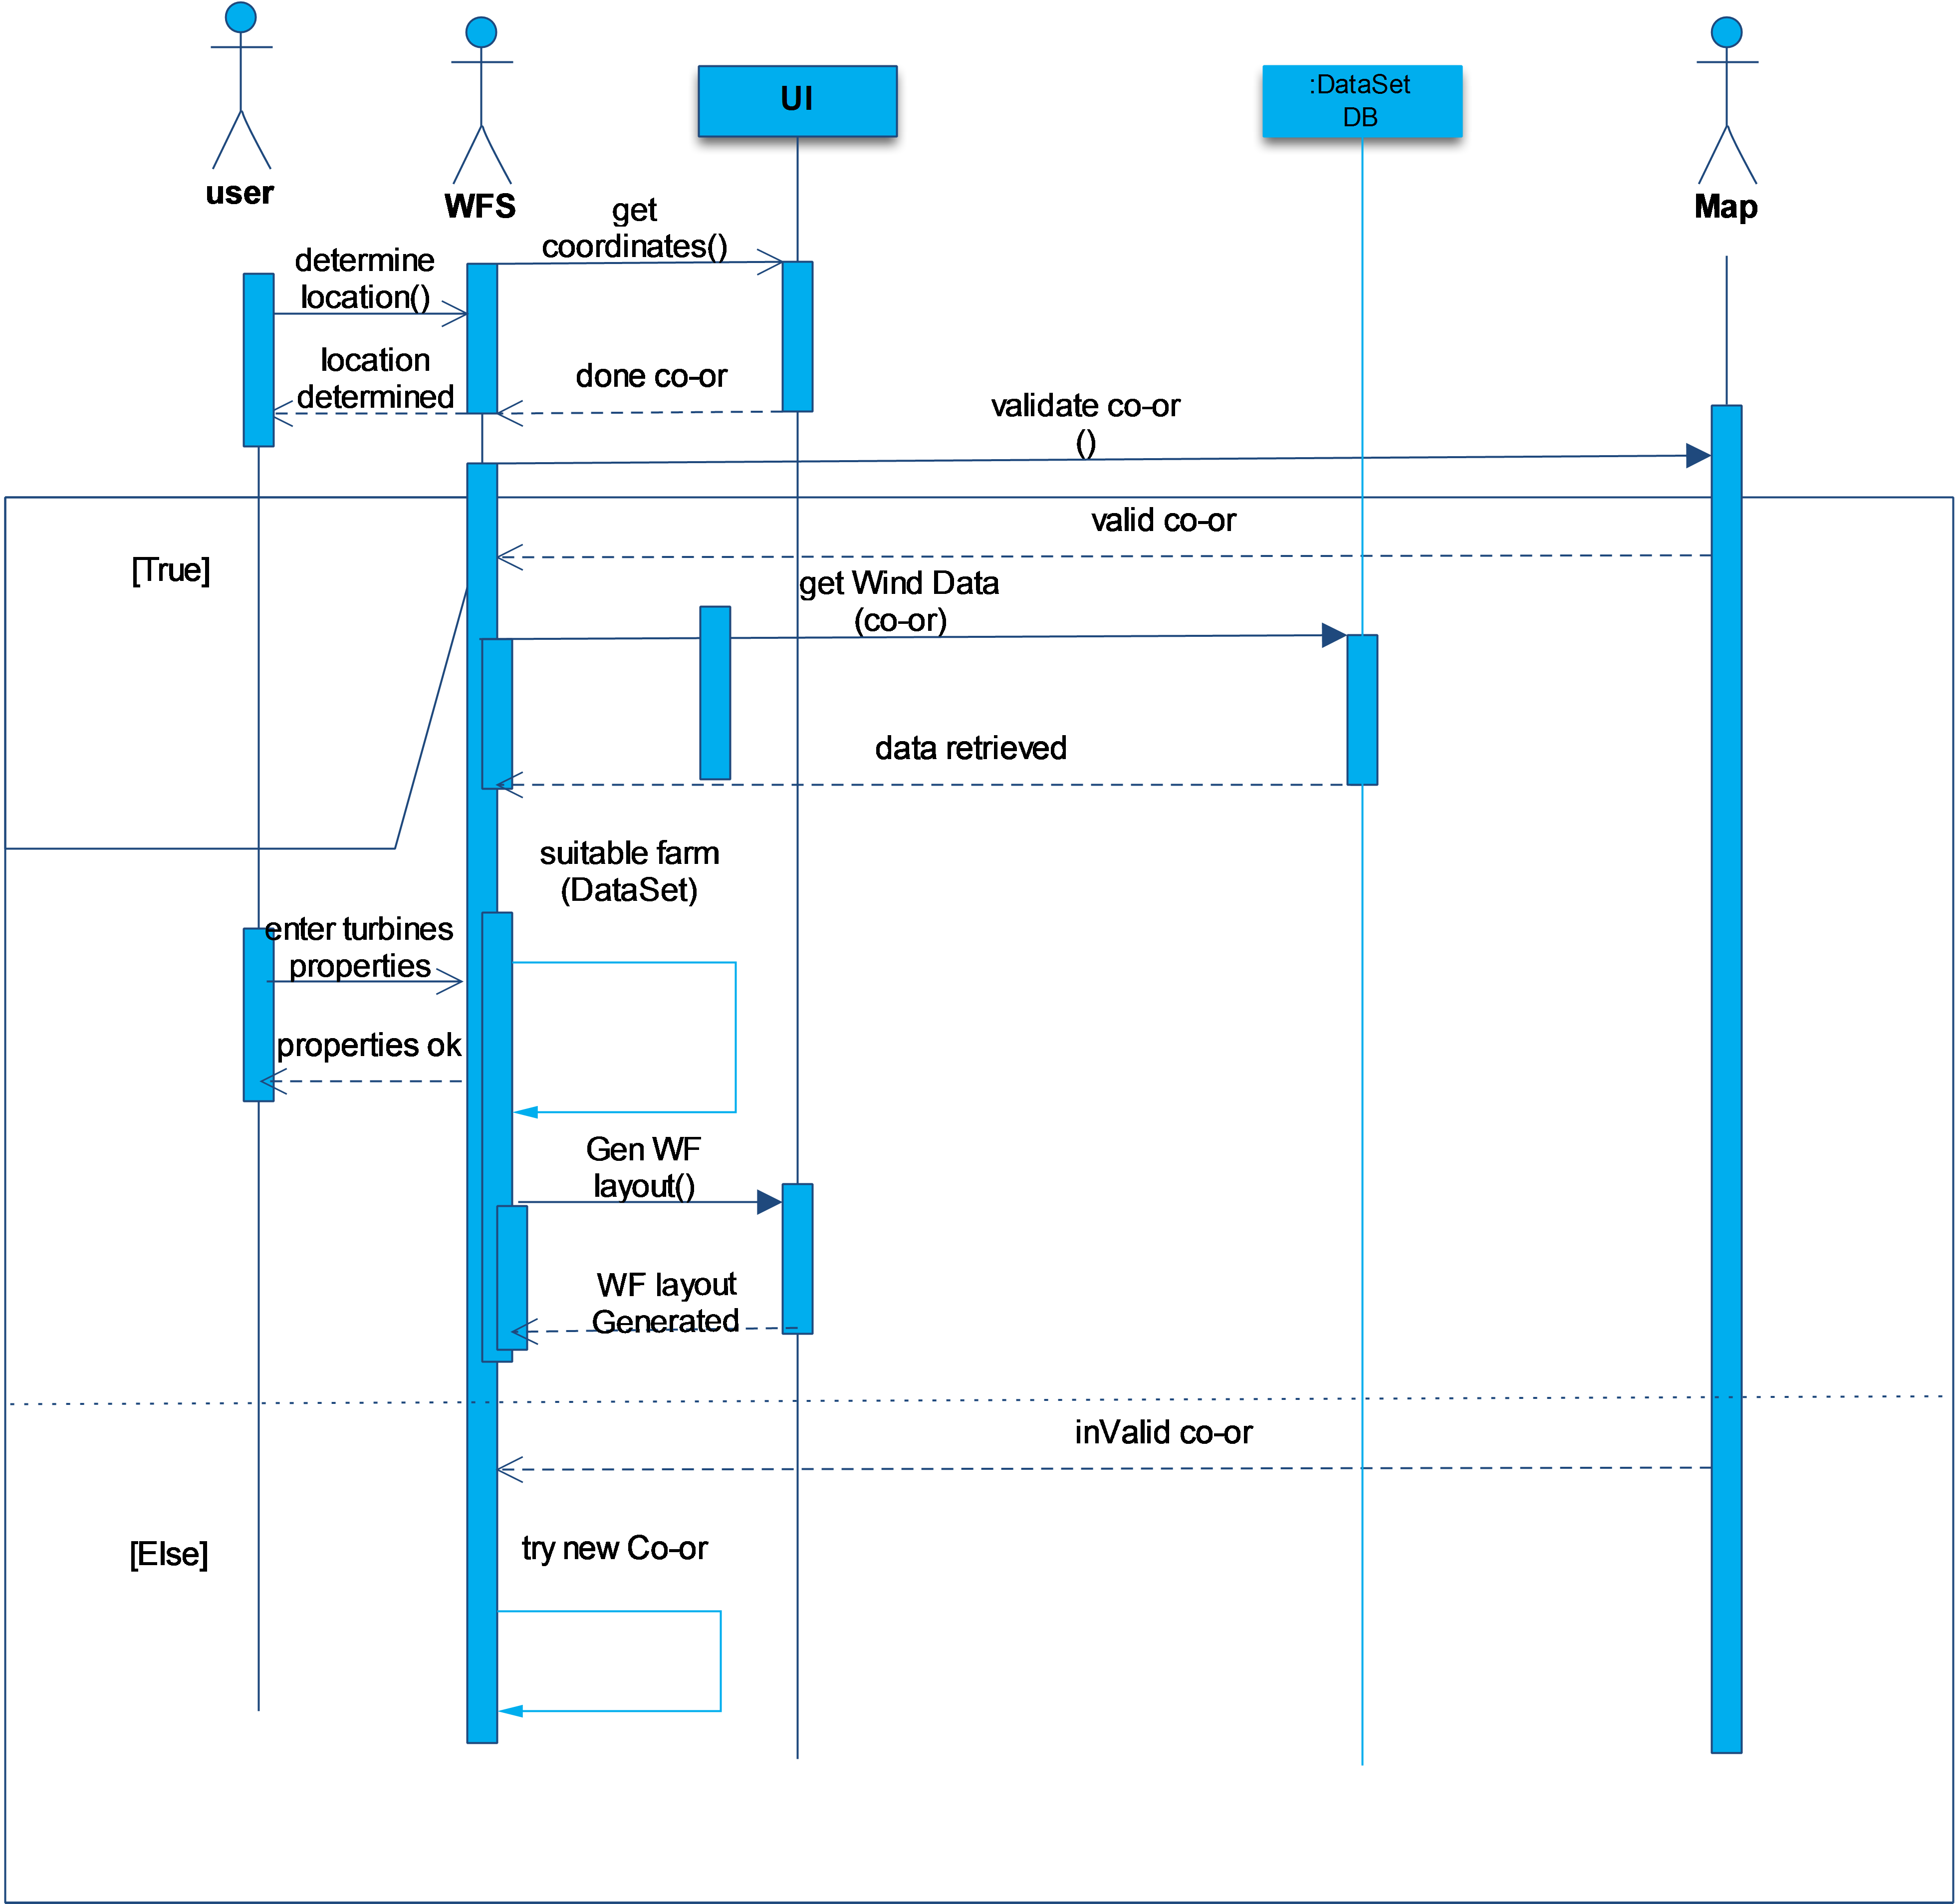 user
WFS
UI
:DataSet
DB
Map
get
coordinates()
determine
location()
location
determined
done co-or
validate co-or
()
valid co-or
[True]
get Wind Data
(co-or)
data retrieved
suitable farm
(DataSet)
enter turbines
properties
properties ok
Gen WF
layout()
WF layout
Generated
inValid co-or
[Else]
try new Co-or